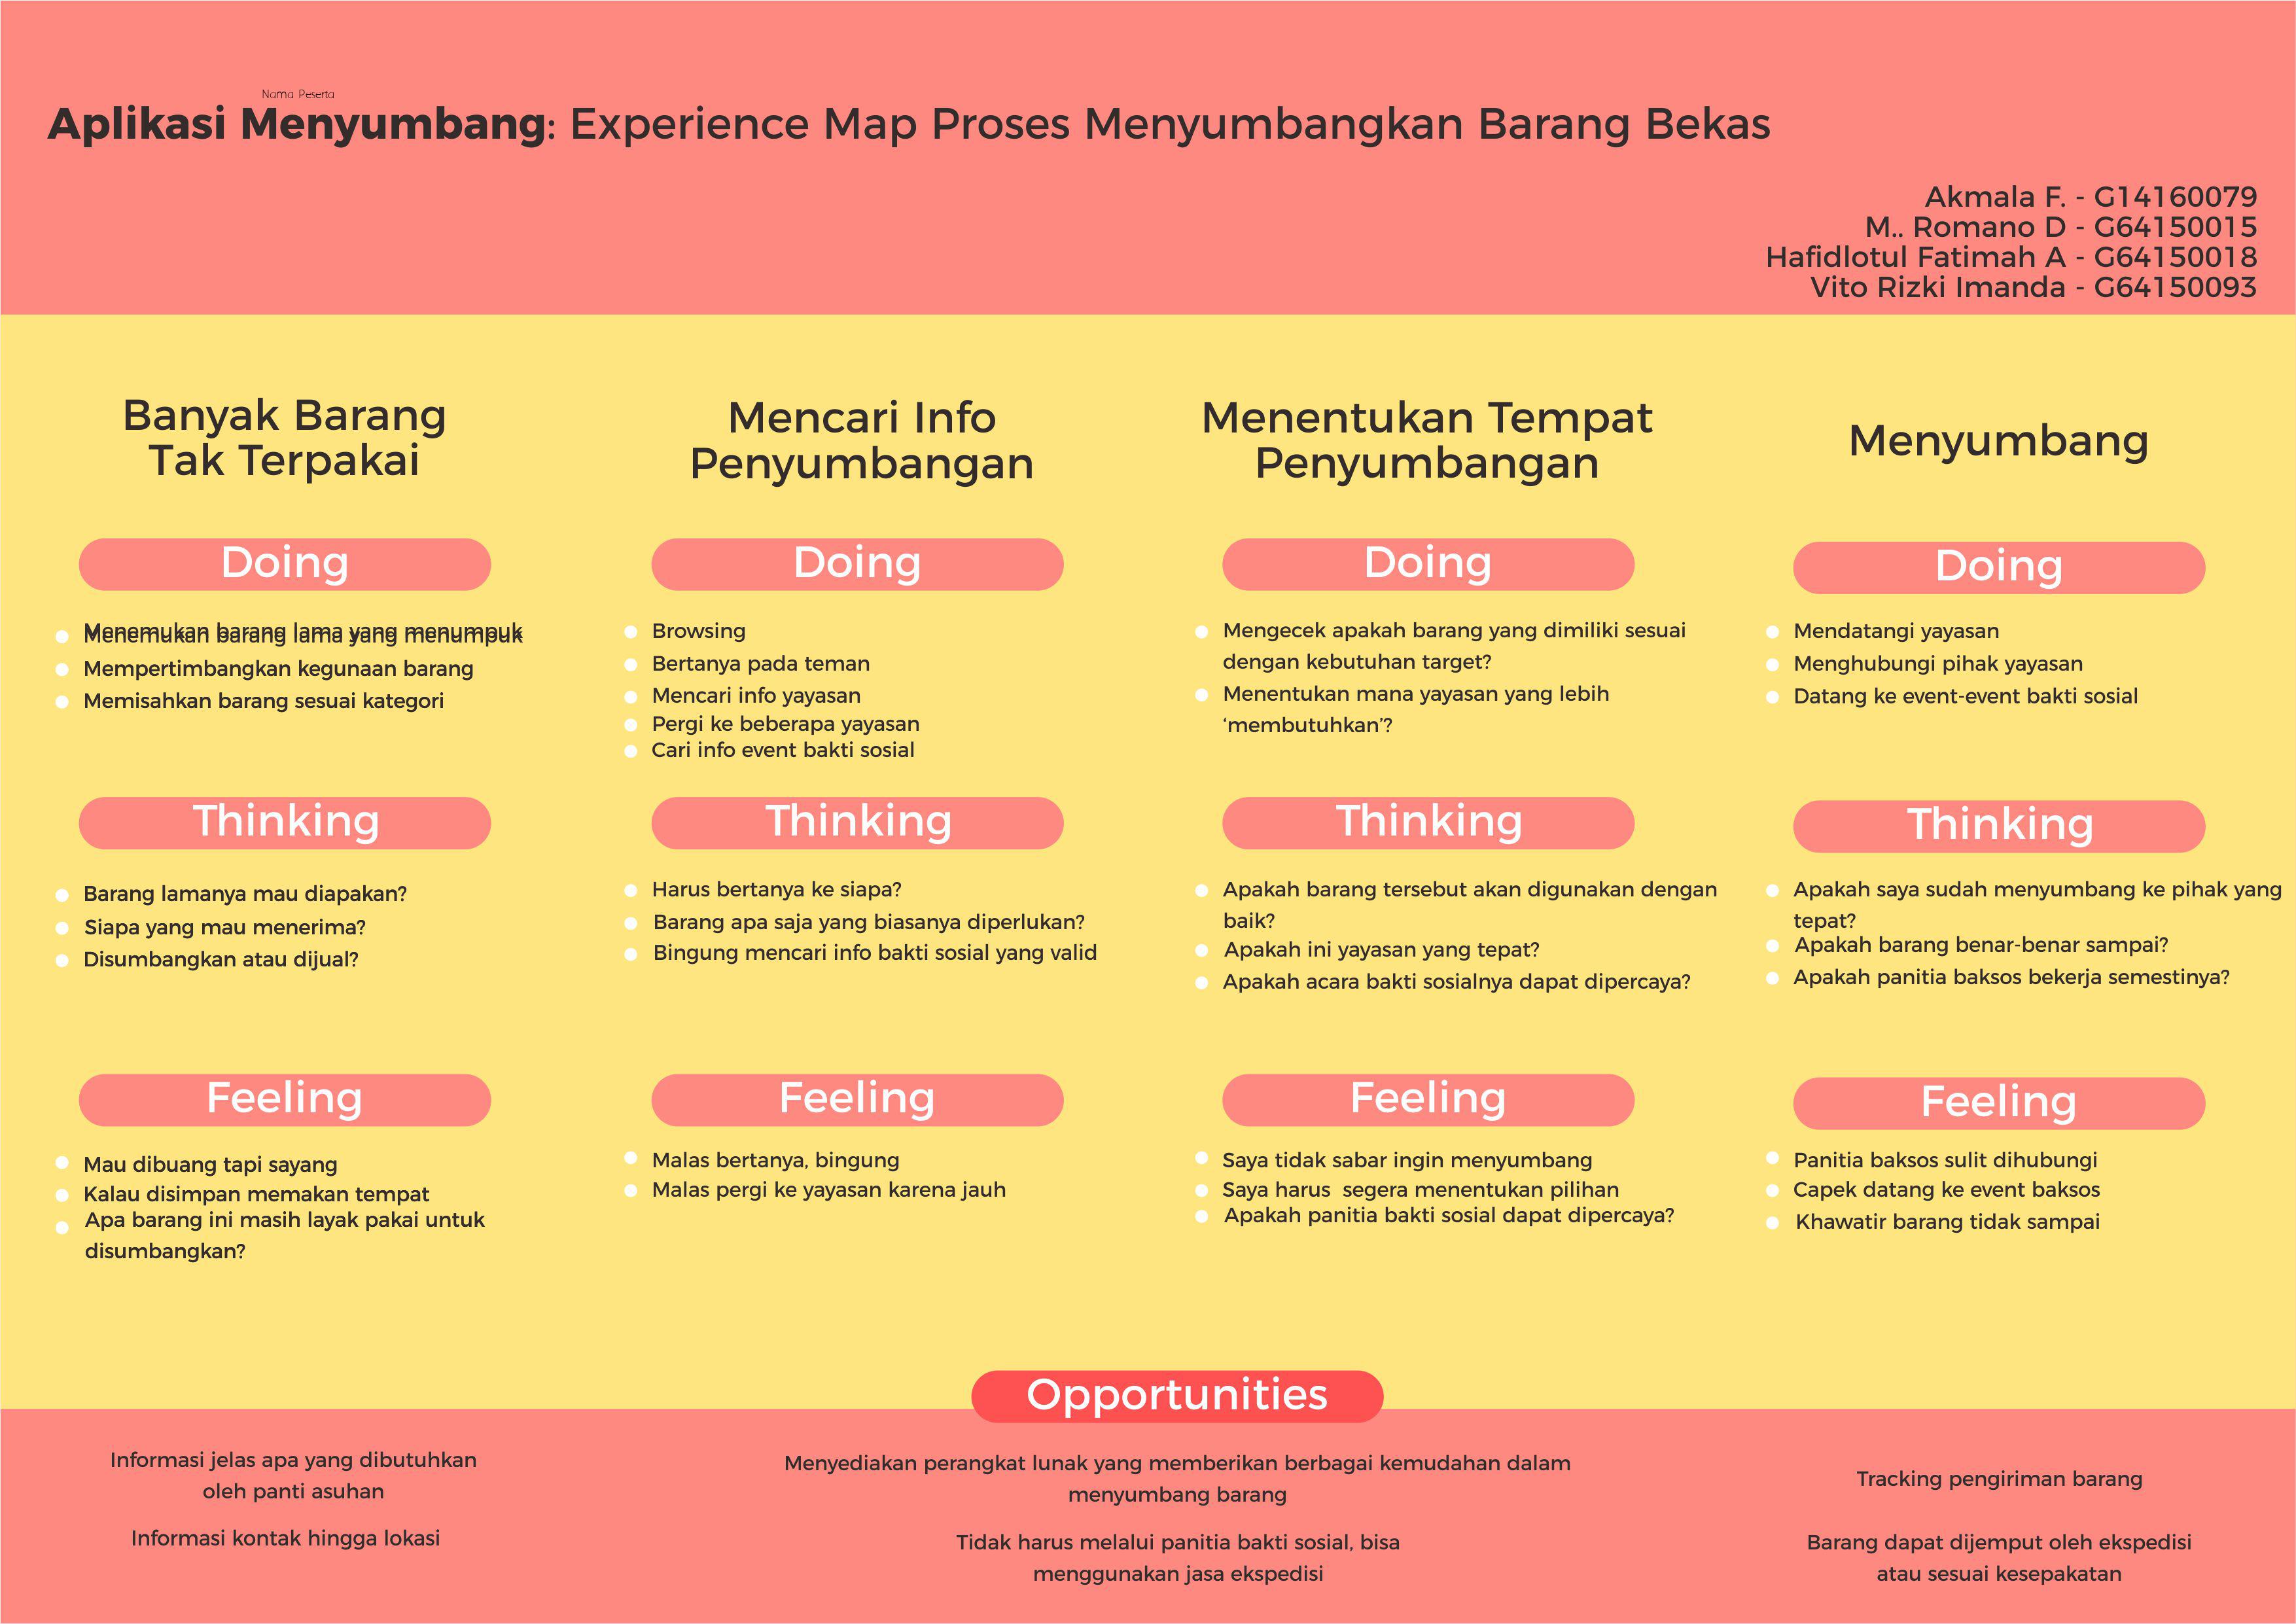 Nama Peserta
Aplikasi Menyumbang: Experience Map Proses Menyumbangkan Barang Bekas
Akmala F. - G14160079
M.. Romano D - G64150015
Hafidlotul Fatimah A - G64150018
Vito Rizki Imanda - G64150093
Banyak Barang
Tak Terpakai
Doing
Menemukan barang lama yang menumpuk
Mempertimbangkan kegunaan barang
Memisahkan barang sesuai kategori
Thinking
Barang lamanya mau diapakan?
Siapa yang mau menerima?
Disumbangkan atau dijual?
Feeling
Mau dibuang tapi sayang
Kalau disimpan memakan tempat
Apa barang ini masih layak pakai untuk
disumbangkan?
Mencari Info
Penyumbangan
Doing
Browsing
Bertanya pada teman
Mencari info yayasan
Pergi ke beberapa yayasan
Cari info event bakti sosial
Thinking
Harus bertanya ke siapa?
Barang apa saja yang biasanya diperlukan?
Bingung mencari info bakti sosial yang valid
Feeling
Malas bertanya, bingung
Malas pergi ke yayasan karena jauh
Menentukan Tempat
Penyumbangan
Doing
Mengecek apakah barang yang dimiliki sesuai
dengan kebutuhan target?
Menentukan mana yayasan yang lebih
‘membutuhkan’?
Thinking
Apakah barang tersebut akan digunakan dengan
baik?
Apakah ini yayasan yang tepat?
Apakah acara bakti sosialnya dapat dipercaya?
Feeling
Saya tidak sabar ingin menyumbang
Saya harus segera menentukan pilihan
Apakah panitia bakti sosial dapat dipercaya?
Menyumbang
Doing
Mendatangi yayasan
Menghubungi pihak yayasan
Datang ke event-event bakti sosial
Thinking
Apakah saya sudah menyumbang ke pihak yang
tepat?
Apakah barang benar-benar sampai?
Apakah panitia baksos bekerja semestinya?
Feeling
Panitia baksos sulit dihubungi
Capek datang ke event baksos
Khawatir barang tidak sampai
Opportunities
Informasi jelas apa yang dibutuhkan
oleh panti asuhan
Informasi kontak hingga lokasi
Menyediakan perangkat lunak yang memberikan berbagai kemudahan dalam
menyumbang barang
Tidak harus melalui panitia bakti sosial, bisa
menggunakan jasa ekspedisi
Tracking pengiriman barang
Barang dapat dijemput oleh ekspedisi
atau sesuai kesepakatan